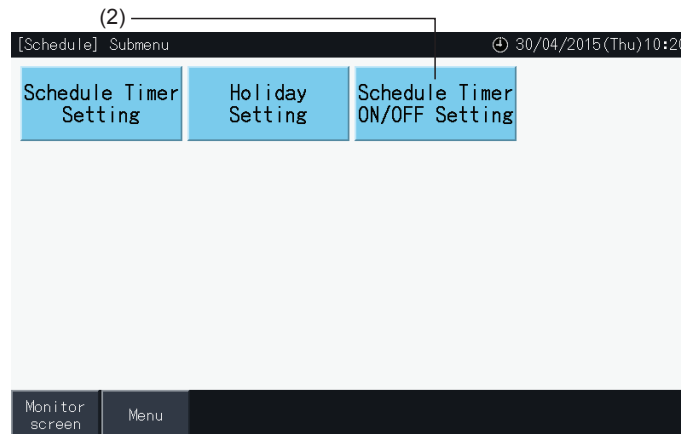 (2)
[Schedule] Submenu 30/04/2015(Thu)10:20
Schedule Timer
Setting
Holiday
Setting
Schedule Timer
ON/OFF Setting
Monitor
screen
Menu